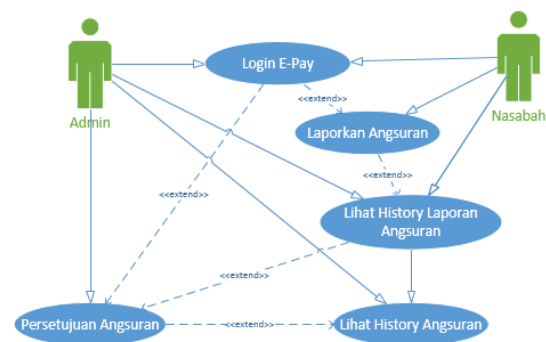 Login E-Pay
Admin
Nasabah
<<extend>>
Laporkan Angsuran
<<extend>>
<<extend>>
Lihat History Laporan
Angsuran
<<extend>>
Persetujuan Angsuran
<<extend>>
Lihat History Angsuran